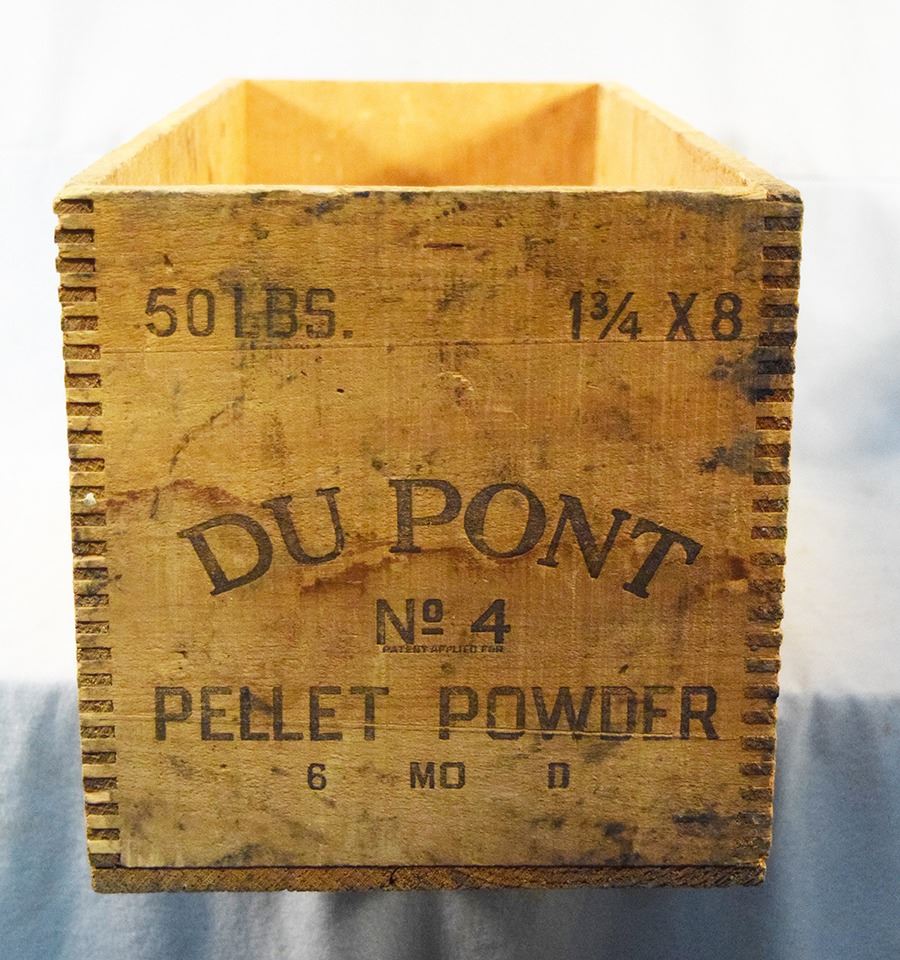 50 LBS. 1¾ X 8
DU PONT
Nº 4
PATENT APPLIED FOR
PELLET POWDER
6 MO D